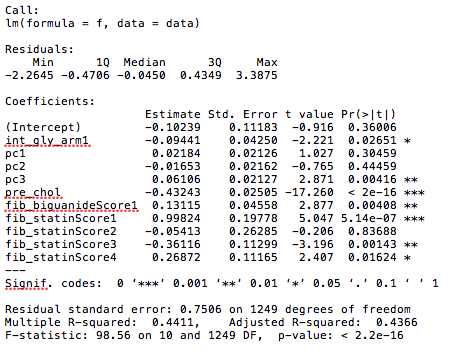 Call:
lm(formula = f, data = data)
Residuals:
    Min      1Q  Median      3Q     Max
-2.2645 -0.4706 -0.0450  0.4349  3.3875
Coefficients:
                     Estimate Std. Error t value Pr(>|t|)
(Intercept)          -0.10239    0.11183  -0.916  0.36006
int_gly_arm1         -0.09441    0.04250  -2.221  0.02651 *
pc1                   0.02184    0.02126   1.027  0.30459
pc2                  -0.01653    0.02162  -0.765  0.44459
pc3                   0.06106    0.02127   2.871  0.00416 **
pre_chol             -0.43243    0.02505 -17.260  < 2e-16 ***
fib_biguanideScore1   0.13115    0.04558   2.877  0.00408 **
fib_statinScore1      0.99824    0.19778   5.047 5.14e-07 ***
fib_statinScore2     -0.05413    0.26285  -0.206  0.83688
fib_statinScore3     -0.36116    0.11299  -3.196  0.00143 **
fib_statinScore4      0.26872    0.11165   2.407  0.01624 *
---
Signif. codes:  0 ‘***’ 0.001 ‘**’ 0.01 ‘*’ 0.05 ‘.’ 0.1 ‘ ’ 1
Residual standard error: 0.7506 on 1249 degrees of freedom
Multiple R-squared:  0.4411,    Adjusted R-squared:  0.4366
F-statistic: 98.56 on 10 and 1249 DF,  p-value: < 2.2e-16